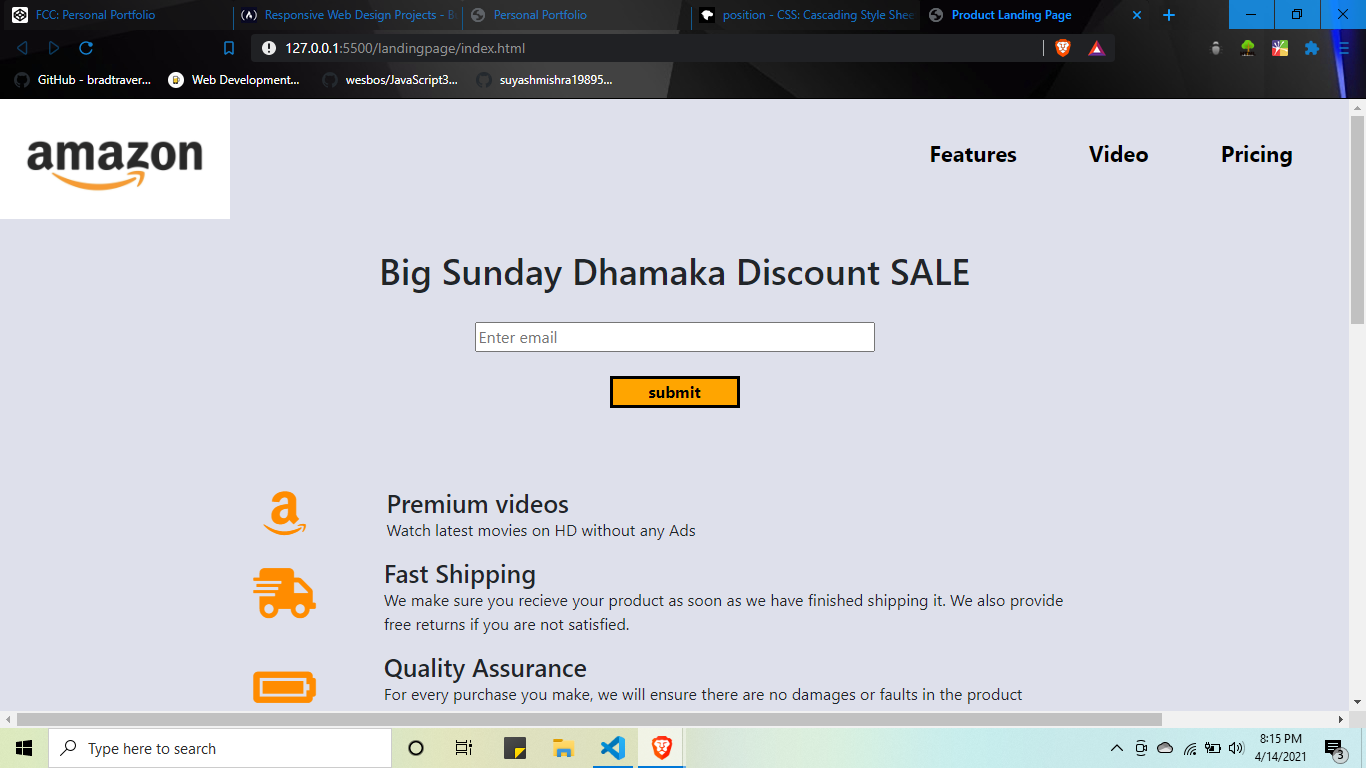 FCC: Personal Portfolio
Responsive Web Design Projects - B
Personal Portfolio
position - CSS: Cascading Style Shee
Product Landing Page
127.0.0.1:5500/landingpage/index.html
GitHub - bradtraver...
Web Development...
wesbos/JavaScript3...
suyashmishra19895...
amazon
Features
Video
Pricing
Big Sunday Dhamaka Discount SALE
Enter email
submit
Premium videos
Watch latest movies on HD without any Ads
Fast Shipping
We make sure you recieve your product as soon as we have finished shipping it. We also provide
free returns if you are not satisfied.
Quality Assurance
For every purchase you make, we will ensure there are no damages or faults in the product
Type here to search
8:15 PM
4/14/2021
3